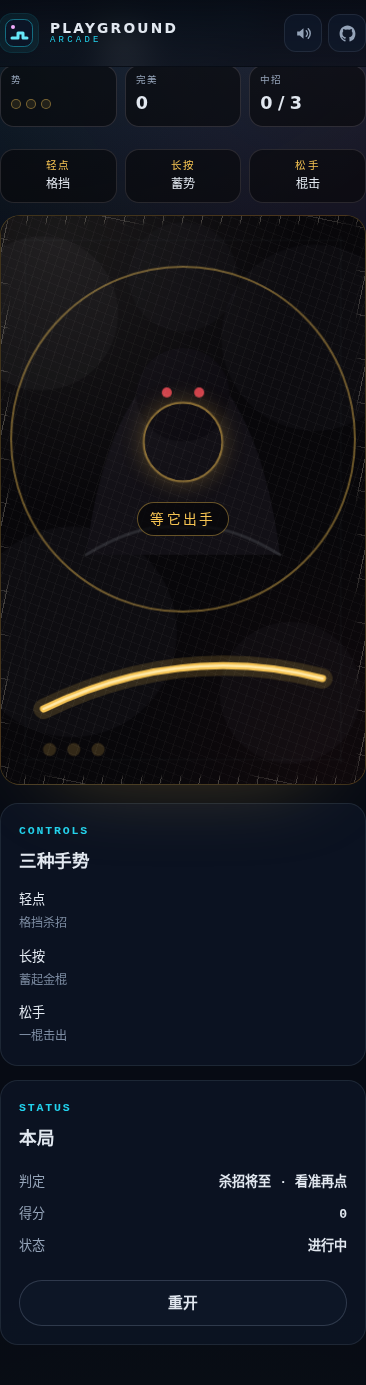 PLAYGROUND
ARCADE
势
完美
中招
0
0 / 3
轻点
长按
松手
格挡
蓄势
棍击
等它出手
CONTROLS
三种手势
轻点
格挡杀招
长按
蓄起金棍
松手
一棍击出
STATUS
本局
判定
杀招将至 · 看准再点
得分
0
状态
进行中
重开